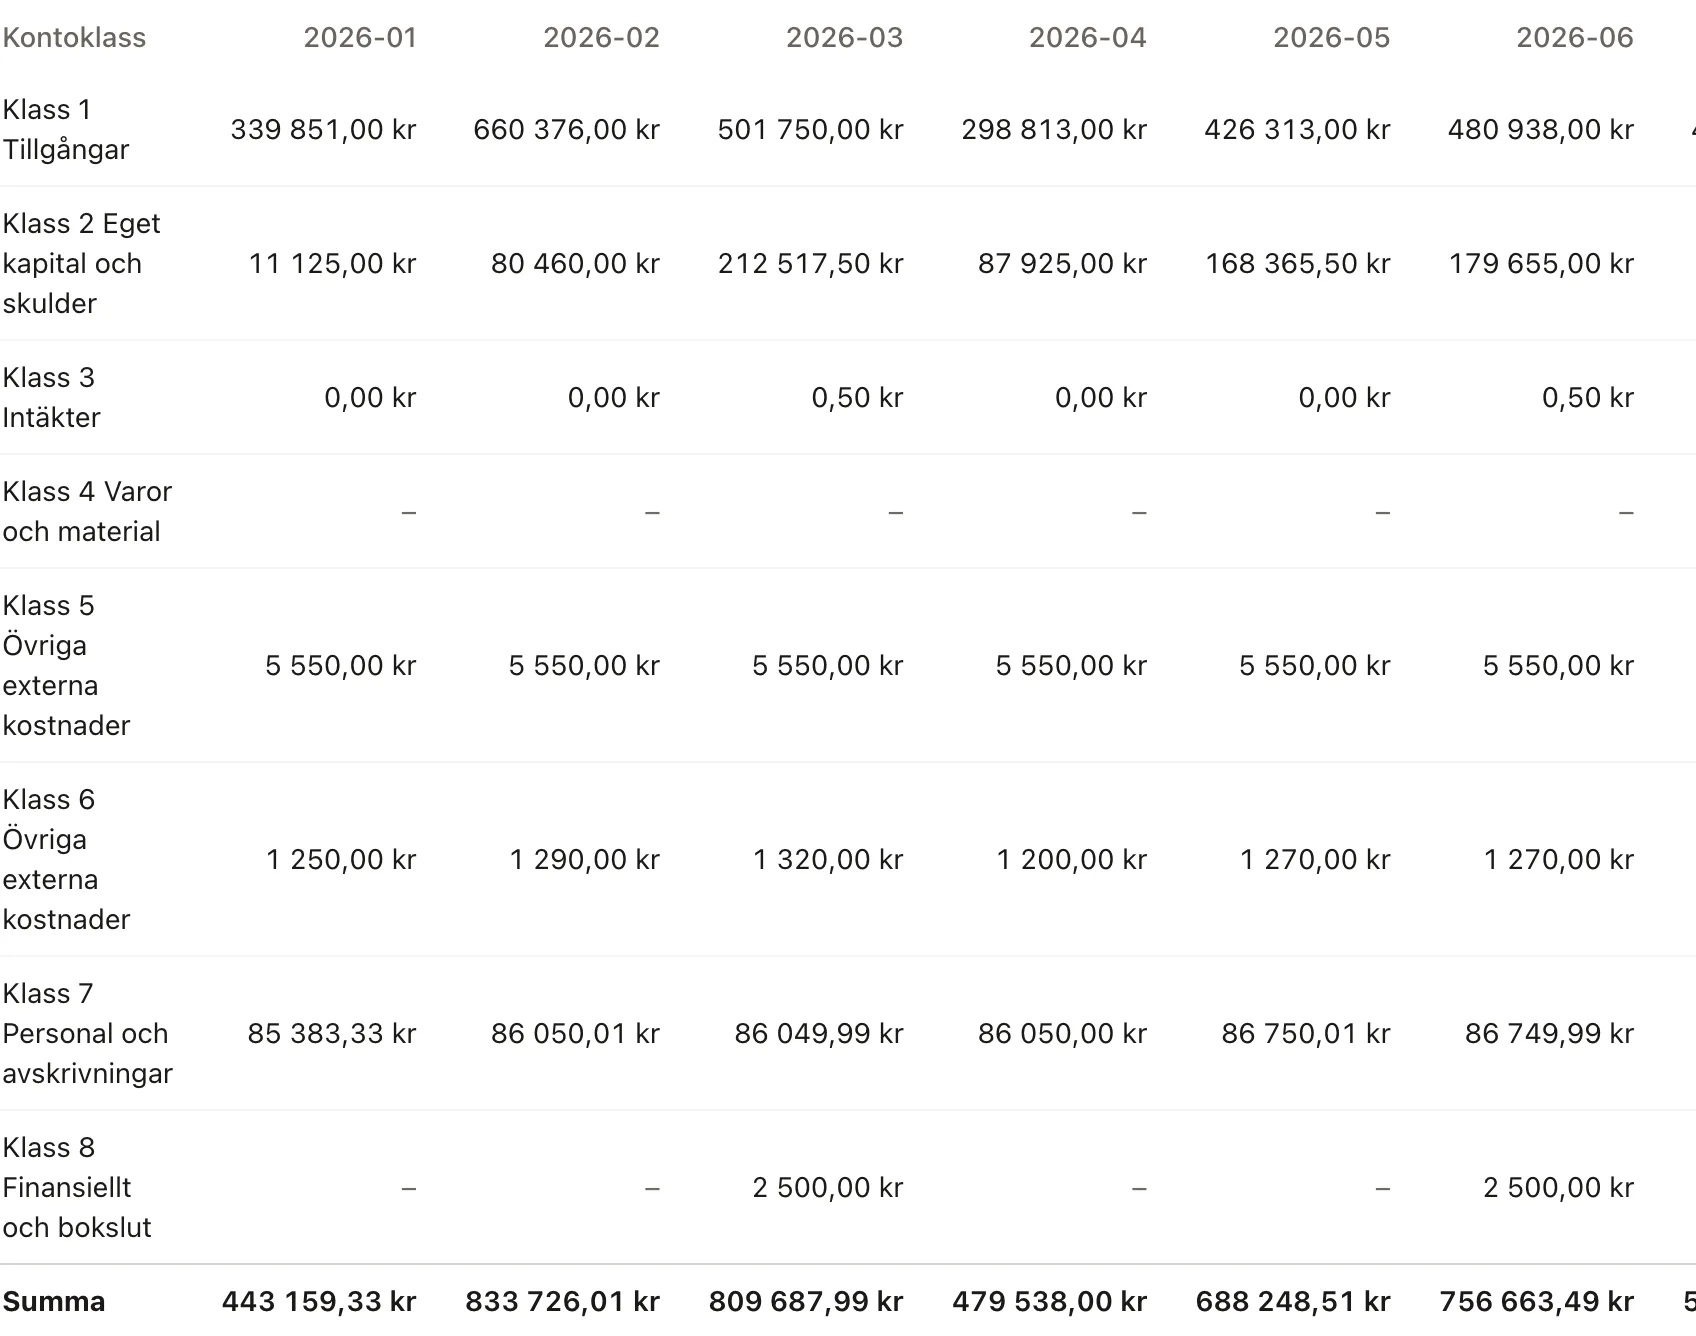 Kontoklass 2026-01 2026-02 2026-03 2026-04 2026-05 2026-06
Klass 1
Tillgångar
339 851,00 kr 660 376,00 kr 501 750,00 kr 298 813,00 kr 426 313,00 kr 480 938,00 kr
Klass 2 Eget
kapital och
skulder
11 125,00 kr 80 460,00 kr 212 517,50 kr 87 925,00 kr 168 365,50 kr 179 655,00 kr
Klass 3
Intäkter
0,00 kr 0,00 kr 0,50 kr 0,00 kr 0,00 kr 0,50 kr
Klass 4 Varor
och material
– – – – – –
Klass 5
Övriga
externa
kostnader
5 550,00 kr 5 550,00 kr 5 550,00 kr 5 550,00 kr 5 550,00 kr 5 550,00 kr
Klass 6
Övriga
externa
kostnader
1 250,00 kr 1 290,00 kr 1 320,00 kr 1 200,00 kr 1 270,00 kr 1 270,00 kr
Klass 7
Personal och
avskrivningar
85 383,33 kr 86 050,01 kr 86 049,99 kr 86 050,00 kr 86 750,01 kr 86 749,99 kr
Klass 8
Finansiellt
och bokslut
– – 2 500,00 kr – – 2 500,00 kr
Summa 443 159,33 kr 833 726,01 kr 809 687,99 kr 479 538,00 kr 688 248,51 kr 756 663,49 kr